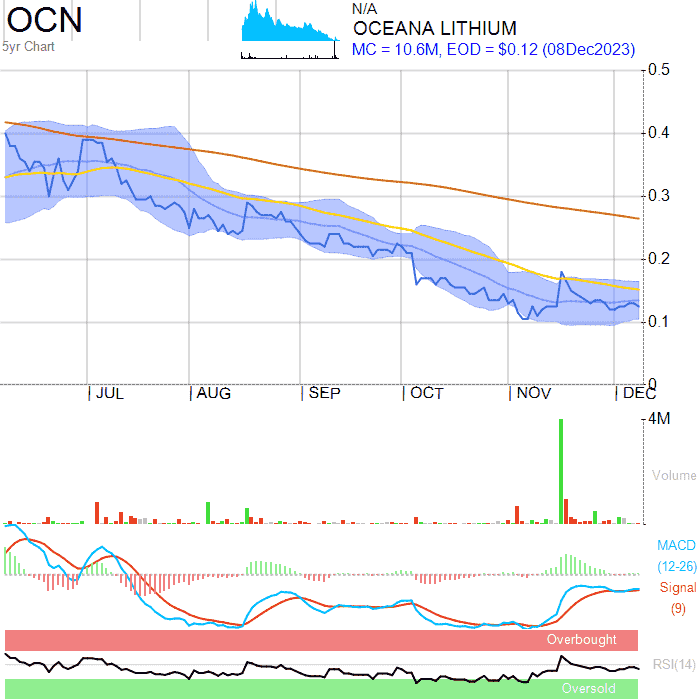 OCN
5yr Chart
N/A
OCEANA LITHIUM
MC = 10.6M, EOD = $0.12 (08Dec2023)
0.5
0.4
0.3
0.2
0.1
0
JUL AUG SEP OCT NOV DEC
4M
Volume
MACD
(12-26)
Signal
(9)
Overbought
RSI(14)
Oversold